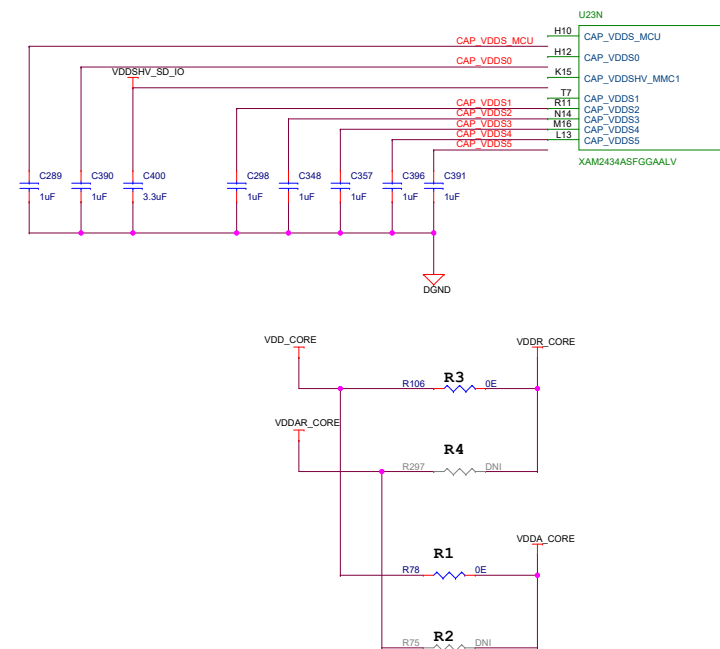 U23N
H10 CAP_VDDS_MCU CAP_VDDS_MCU
H12 CAP_VDDS0 CAP_VDDS0
K15 CAP_VDDSHV_MMC1
VDDSHV_SD_IO
T7 CAP_VDDS1 CAP_VDDS1
R11 CAP_VDDS2 CAP_VDDS2
N14 CAP_VDDS3 CAP_VDDS3
M16 CAP_VDDS4 CAP_VDDS4
L13 CAP_VDDS5 CAP_VDDS5
XAM2434ASFGGAALV
C289 C390 C400 C298 C348 C357 C396 C391
1uF 1uF 3.3uF 1uF 1uF 1uF 1uF 1uF
DGND
VDD_CORE VDDR_CORE
R3
R106 0E
VDDAR_CORE
R4
R297 DNI
VDDA_CORE
R1
R78 0E
R2
R75 DNI